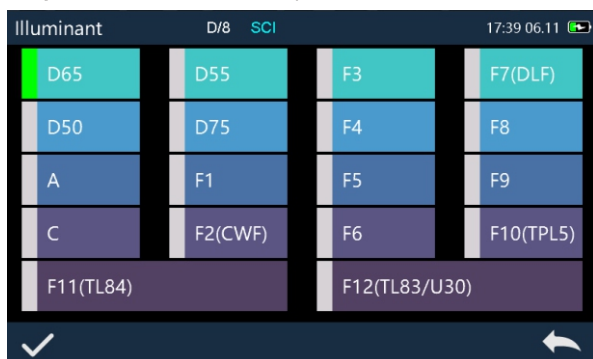 Illuminant D/8 SCI 17:39 06.11
D65 D55 F3 F7(DLF)
D50 D75 F4 F8
A F1 F5 F9
C F2(CWF) F6 F10(TPL5)
F11(TL84) F12(TL83/U30)